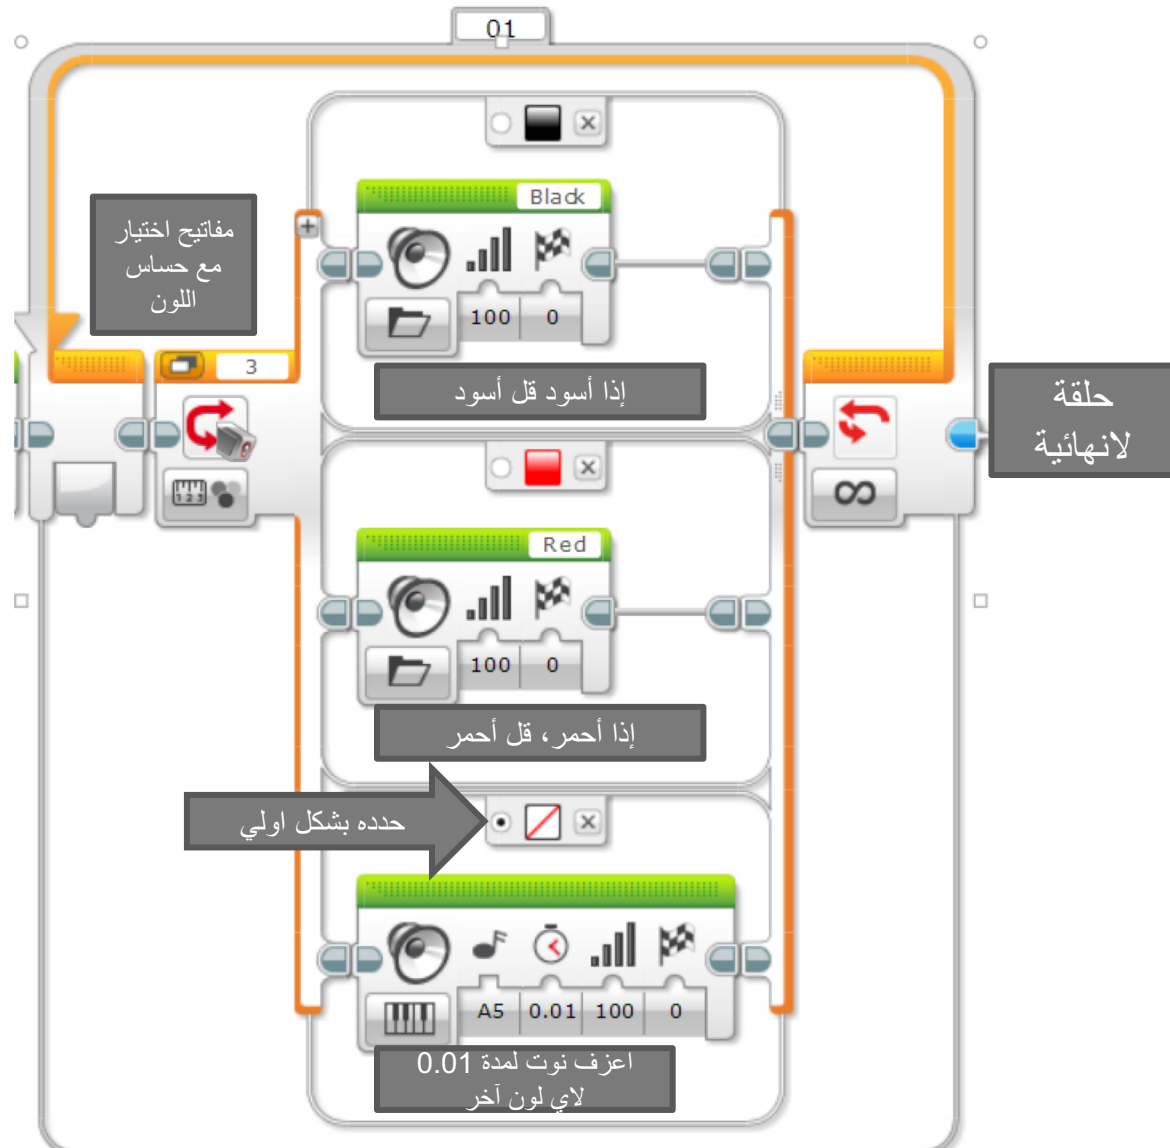 01
Black
مفاتيح اختيار
مع حساس
اللون
100 0
3
إذا أسود قل أسود
حلقة
لانهائية
Red
100 0
إذا أحمر، قل أحمر
حدده بشكل اولي
A5 0.01 100 0
اعزف نوت لمدة 0.01
لاي لون آخر